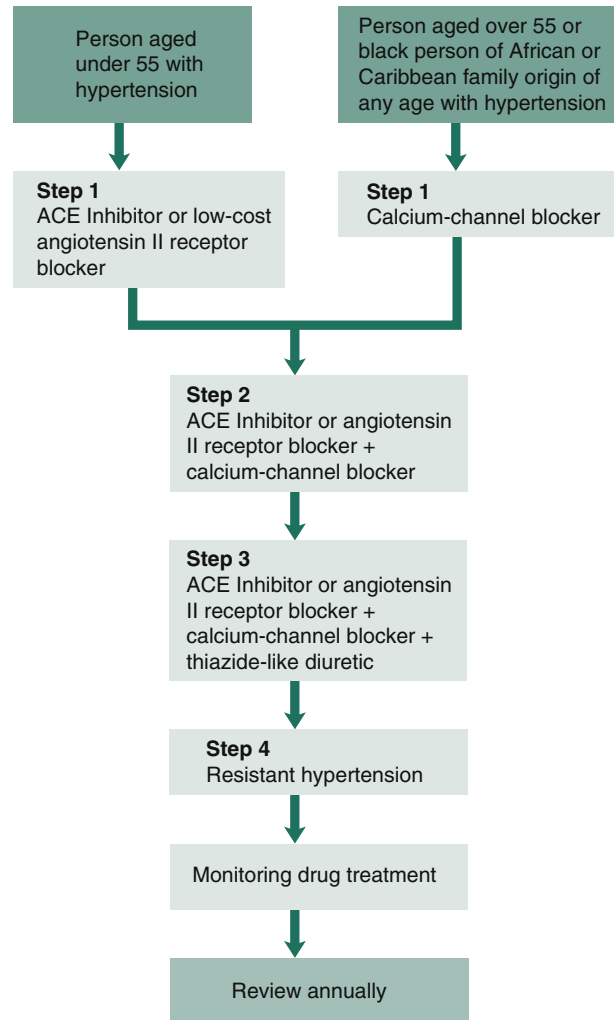 Person aged
under 55 with
hypertension
Person aged over 55 or
black person of African or
Caribbean family origin of
any age with hypertension
Step 1
ACE Inhibitor or low-cost
angiotensin II receptor
blocker
Step 1
Calcium-channel blocker
Step 2
ACE Inhibitor or angiotensin
II receptor blocker +
calcium-channel blocker
Step 3
ACE Inhibitor or angiotensin
II receptor blocker +
calcium-channel blocker +
thiazide-like diuretic
Step 4
Resistant hypertension
Monitoring drug treatment
Review annually